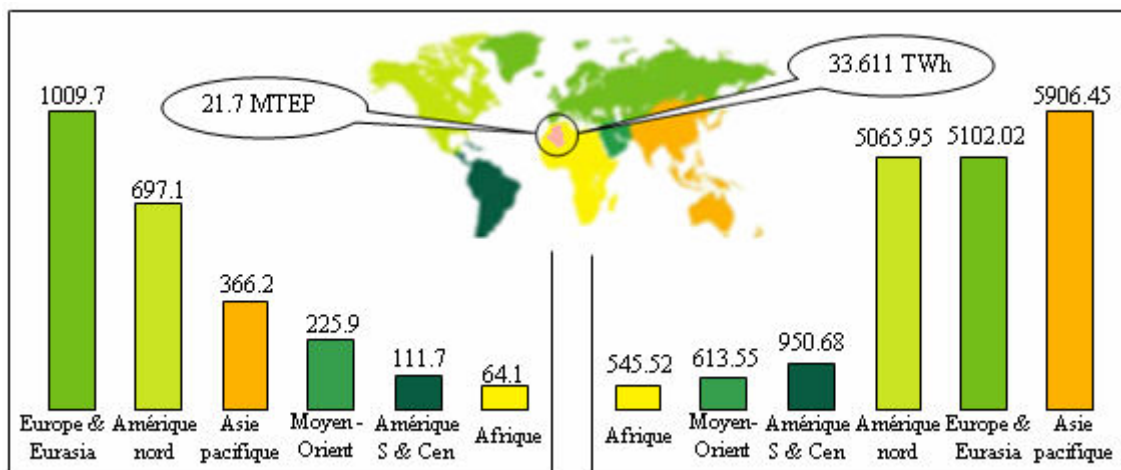 33.611 TWh
21.7 MTEP
1009.7
697.1
366.2
225.9
111.7
64.1
Europe &
Eurasia
Amérique
nord
Asie
pacifique
Moyen-
Orient
Amérique
S & Cen
Afrique
545.52
613.55
950.68
5065.95
5102.02
5906.45
Afrique
Moyen-
Orient
Amérique
S & Cen
Amérique
nord
Europe &
Eurasia
Asie
pacifique